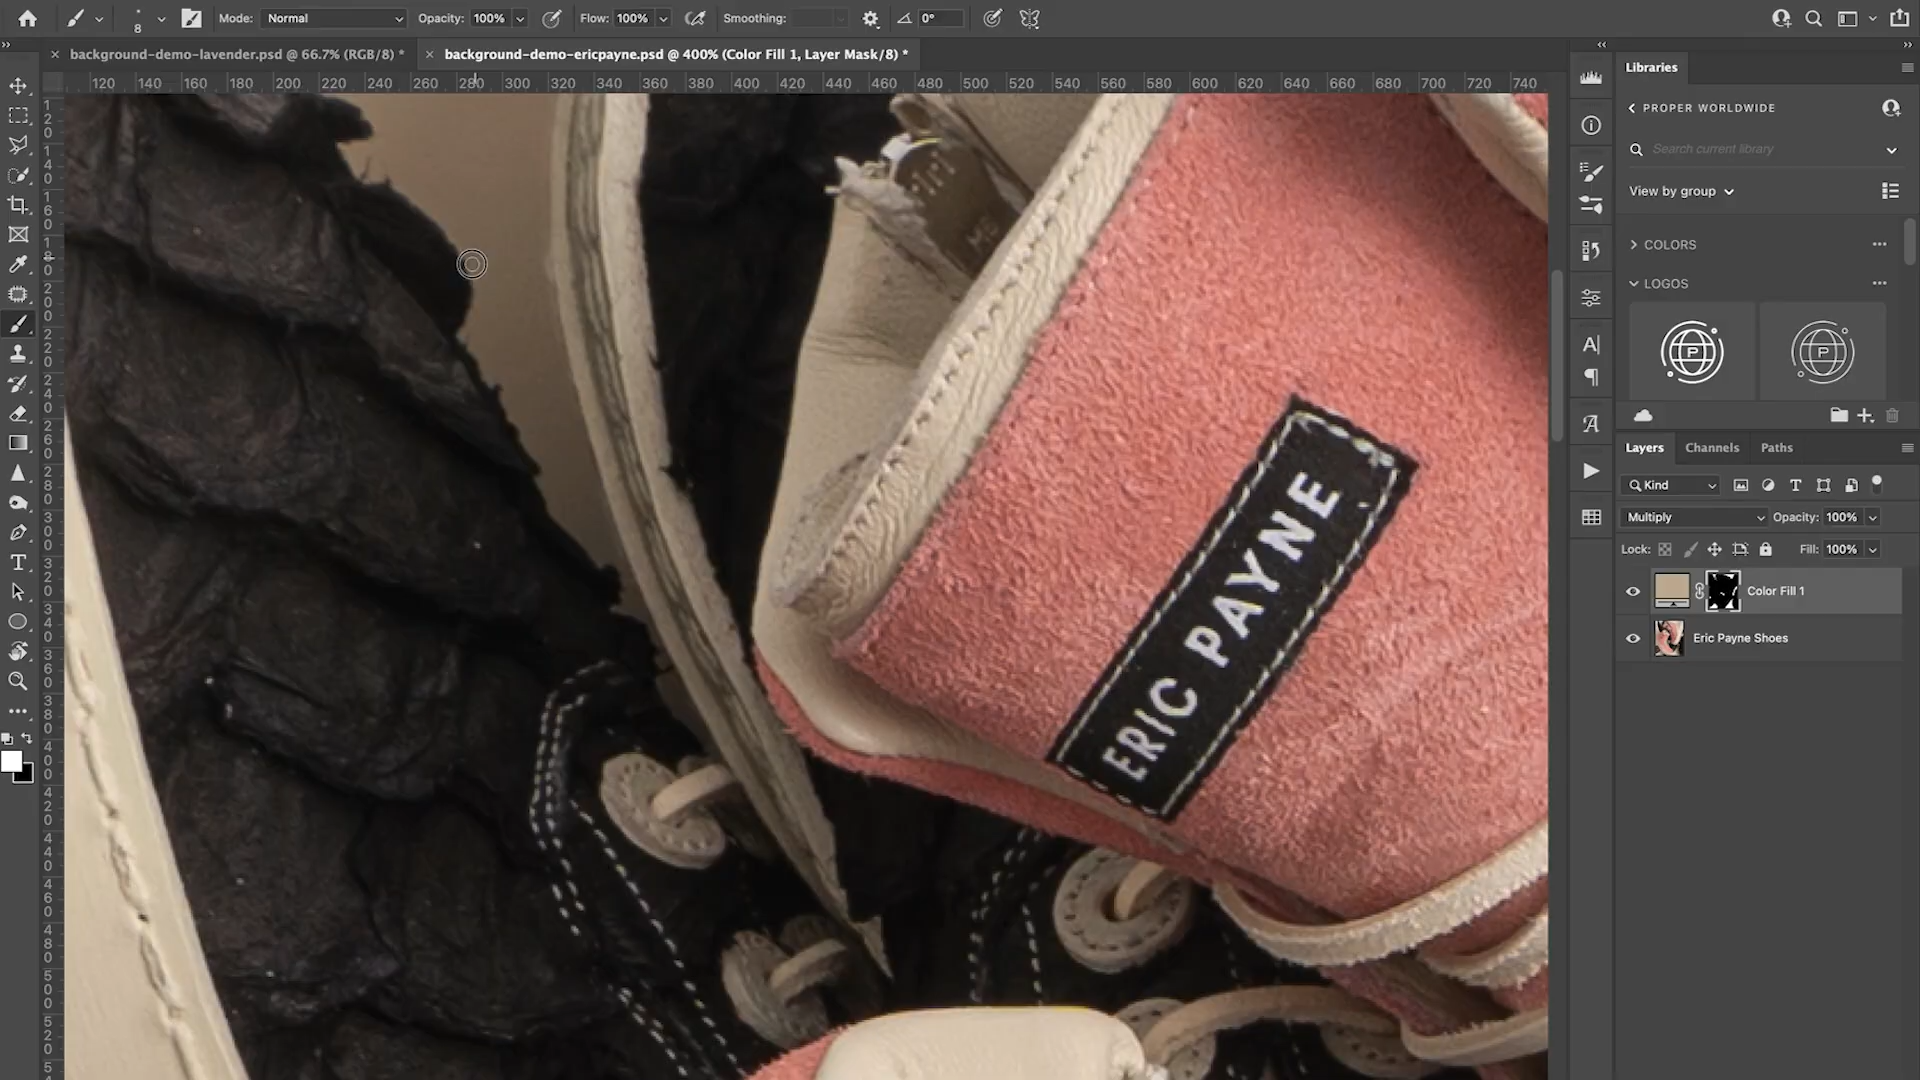 8
Mode: Normal
Opacity: 100%
Flow: 100%
Smoothing:
0°
background-demo-lavender.psd @ 66.7% (RGB/8) *
background-demo-ericpayne.psd @ 400% (Color Fill 1, Layer Mask/8) *
120 140 160 180 200 220 240 260 280 300 320 340 360 380 400 420 440 460 480 500 520 540 560 580 600 620 640 660 680 700 720 740
Libraries
PROPER WORLDWIDE
Search current library
View by group
COLORS
LOGOS
P
P
Layers Channels Paths
Kind
Multiply
Opacity: 100%
Lock:
Fill: 100%
Color Fill 1
Eric Payne Shoes
ERIC PAYNE